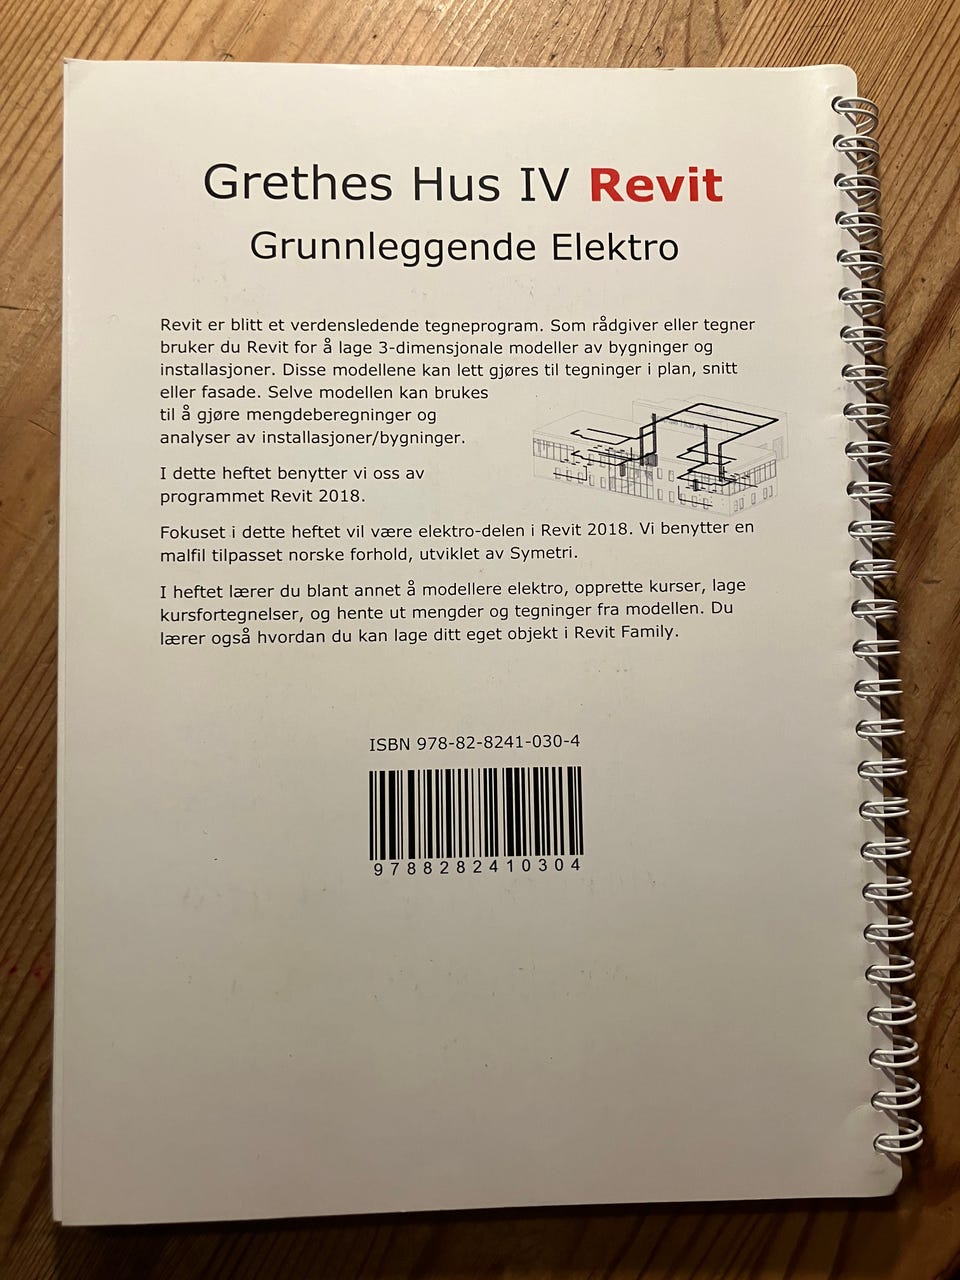 Grethes Hus IV Revit
Grunnleggende Elektro
Revit er blitt et verdensledende tegneprogram. Som rådgiver eller tegner
bruker du Revit for å lage 3-dimensjonale modeller av bygninger og
installasjoner. Disse modellene kan lett gjøres til tegninger i plan, snitt
eller fasade. Selve modellen kan brukes
til å gjøre mengdeberegninger og
analyser av installasjoner/bygninger.
I dette heftet benytter vi oss av
programmet Revit 2018.
Fokuset i dette heftet vil være elektro-delen i Revit 2018. Vi benytter en
malfil tilpasset norske forhold, utviklet av Symetri.
I heftet lærer du blant annet å modellere elektro, opprette kurser, lage
kursfortegnelser, og hente ut mengder og tegninger fra modellen. Du
lærer også hvordan du kan lage ditt eget objekt i Revit Family.
ISBN 978-82-8241-030-4
9788282410304